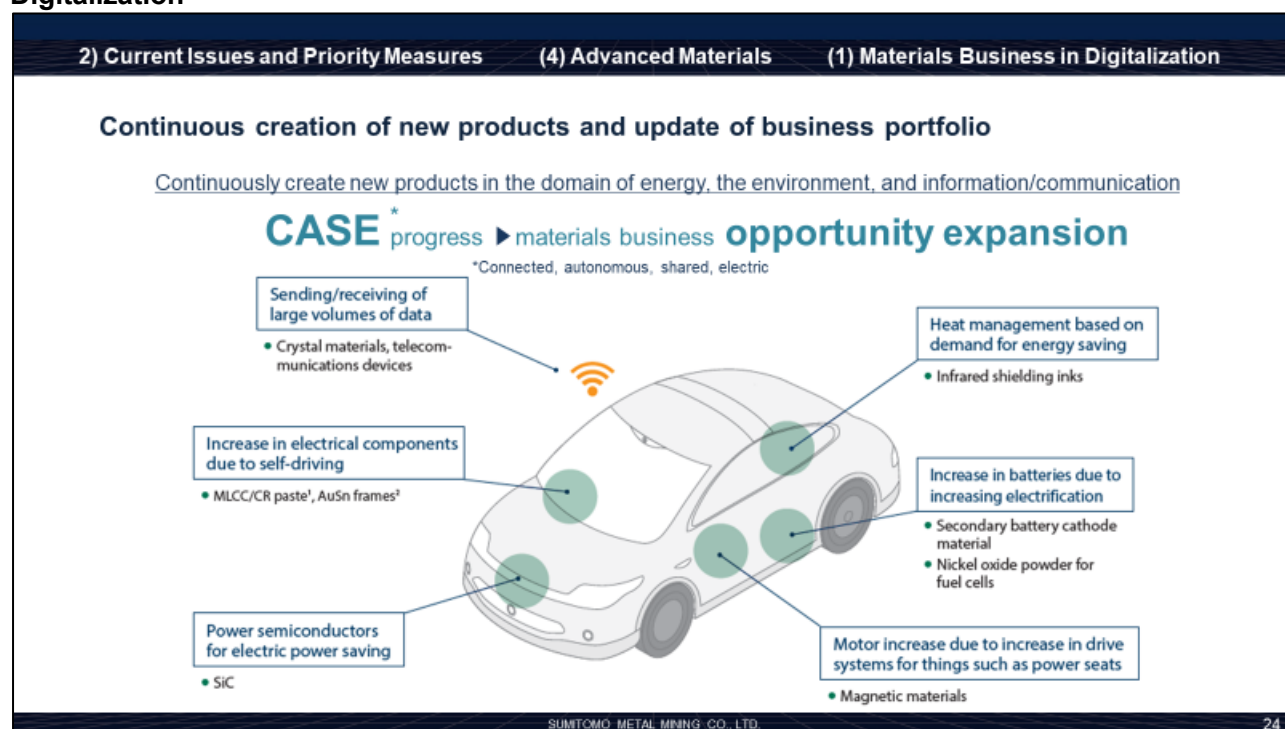 Digitalization
2) Current Issues and Priority Measures (4) Advanced Materials (1) Materials Business in Digitalization
Continuous creation of new products and update of business portfolio
Continuously create new products in the domain of energy, the environment, and information/communication
CASE * progress ▶ materials business opportunity expansion
*Connected, autonomous, shared, electric
Sending/receiving of
large volumes of data
• Crystal materials, telecom-
munications devices
Heat management based on
demand for energy saving
• Infrared shielding inks
Increase in electrical components
due to self-driving
• MLCC/CR paste¹, AuSn frames²
Increase in batteries due to
increasing electrification
• Secondary battery cathode
material
• Nickel oxide powder for
fuel cells
Power semiconductors
for electric power saving
• SiC
Motor increase due to increase in drive
systems for things such as power seats
• Magnetic materials
SUMITOMO METAL MINING CO., LTD.
24